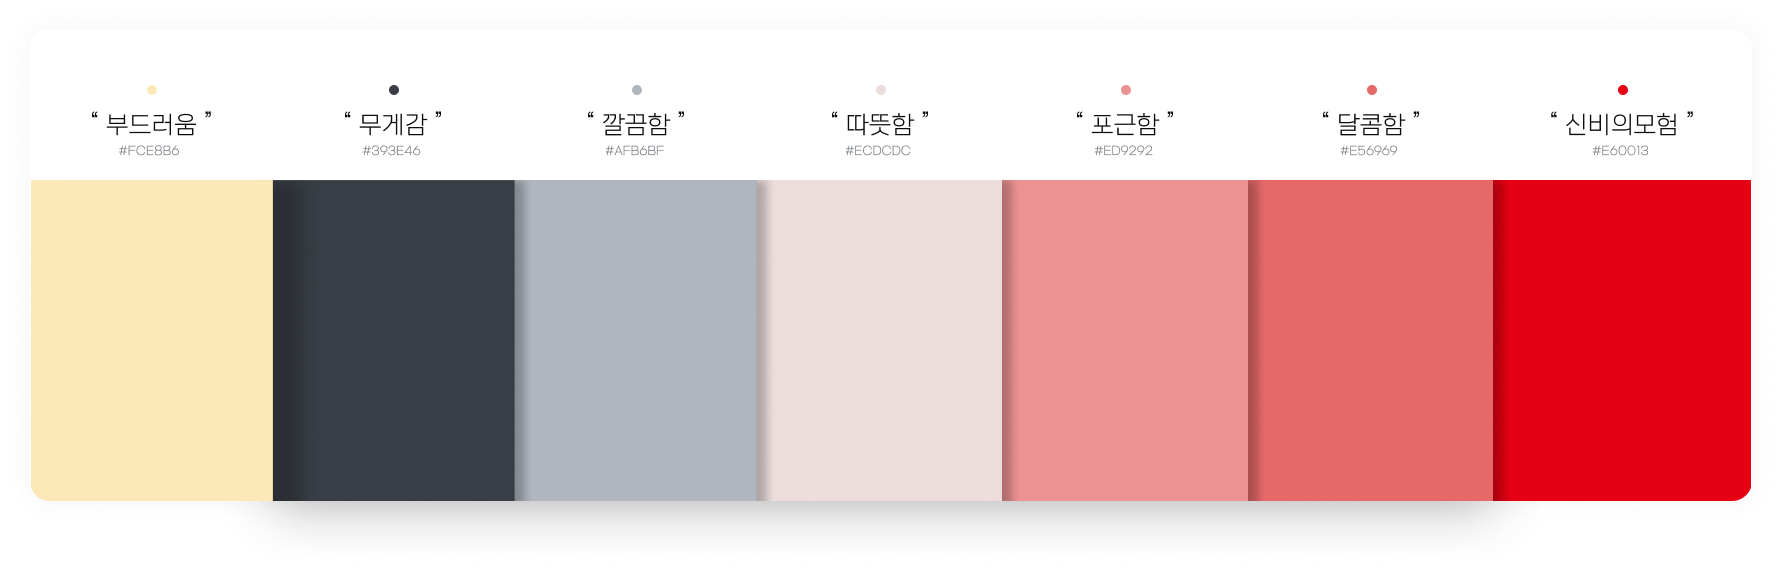 “ 부드러움 ”
#FCE8B6
“ 무게감 ”
#393E46
“ 깔끔함 ”
#AFB6BF
“ 따뜻함 ”
#ECDCDC
“ 포근함 ”
#ED9292
“ 달콤함 ”
#E56969
“ 신비의모험 ”
#E60013